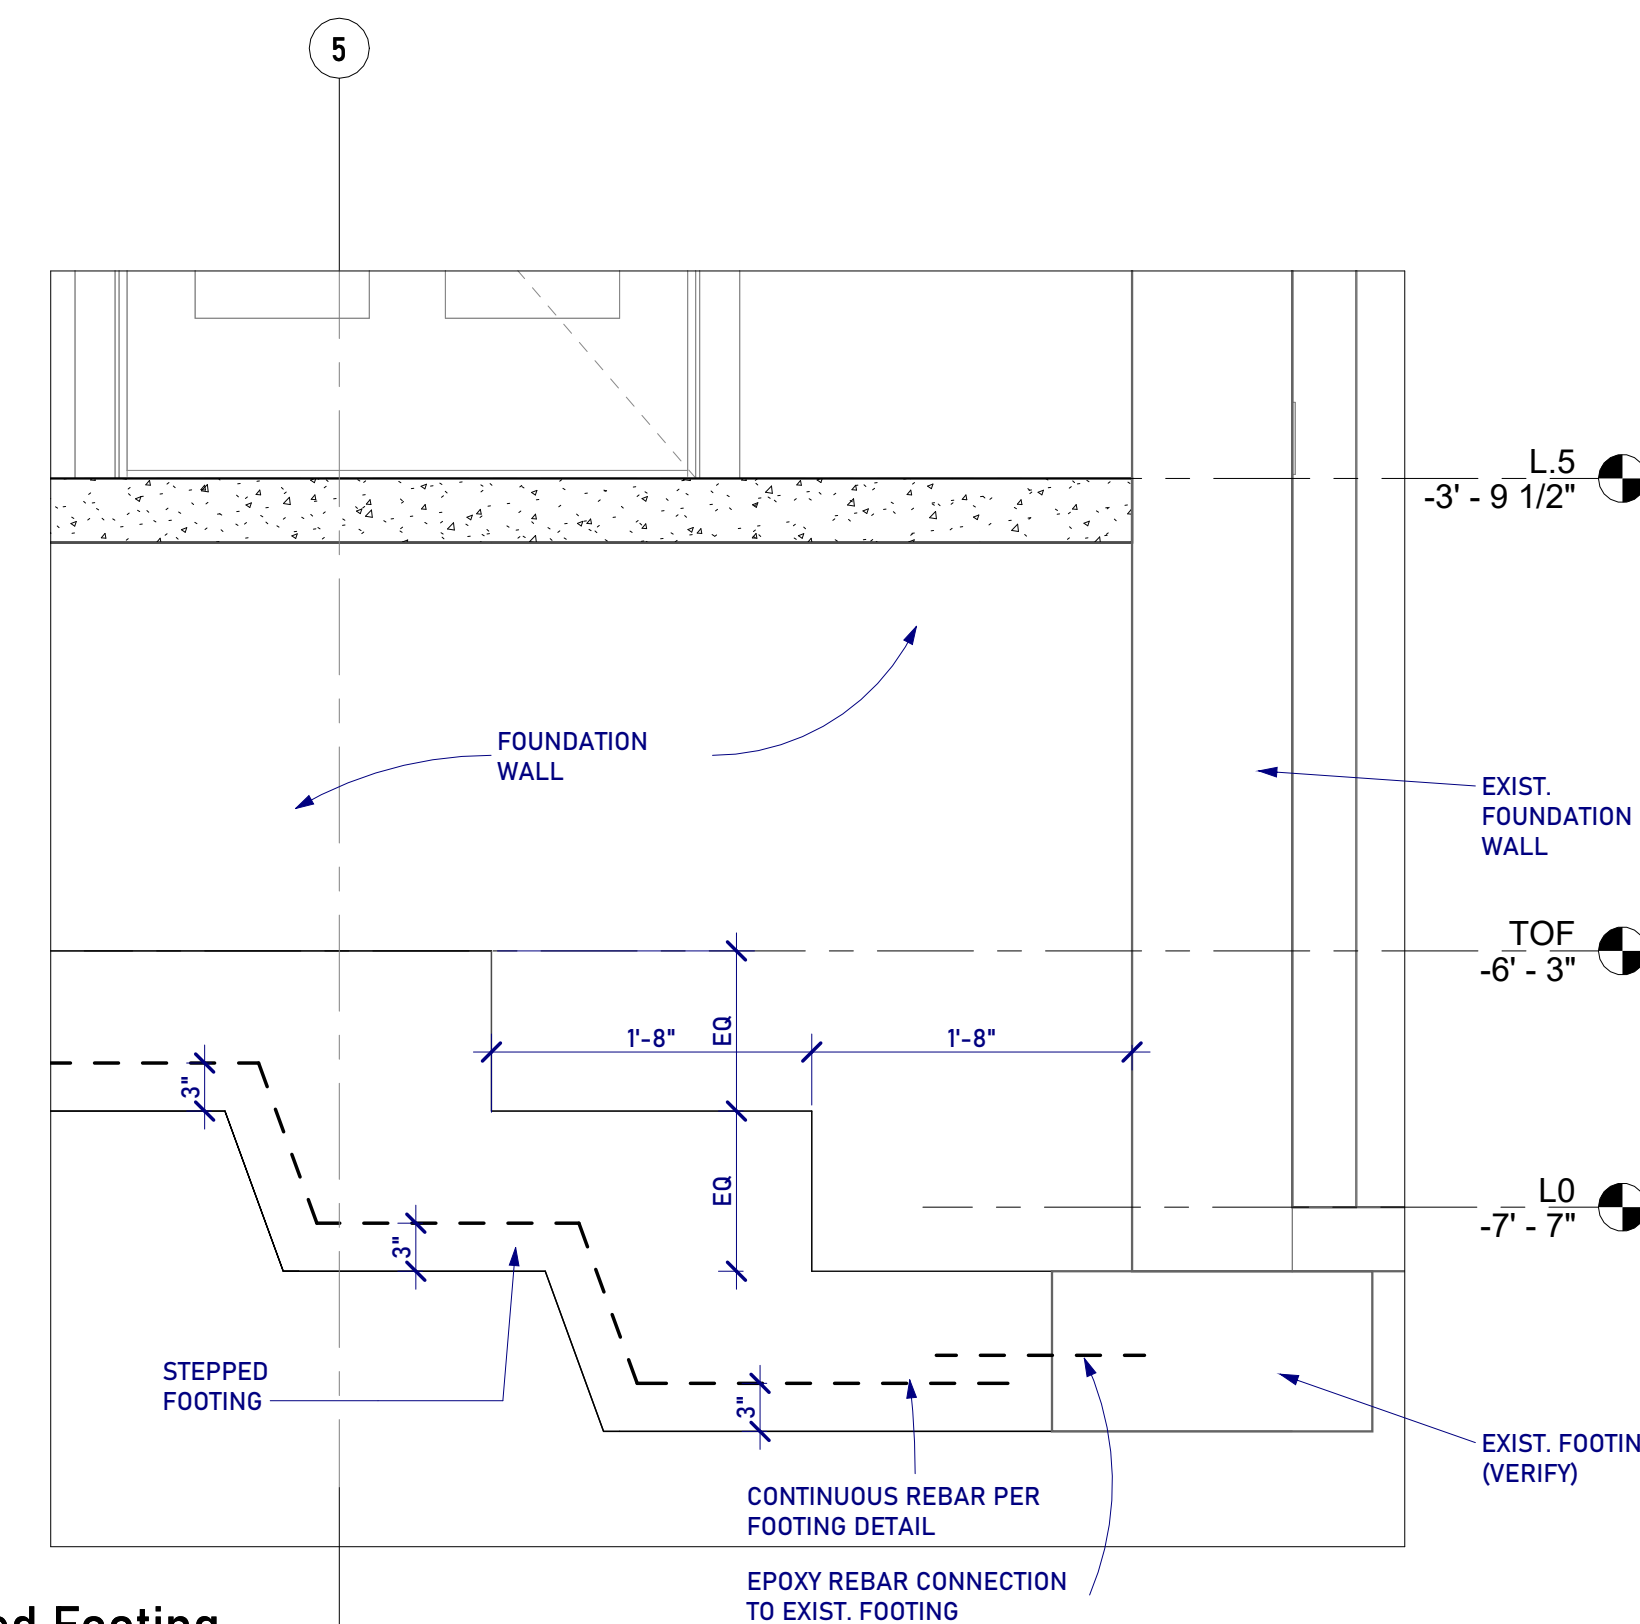 5
L.5
-3' - 9 1/2"
FOUNDATION
WALL
EXIST.
FOUNDATION
WALL
TOF
-6' - 3"
1'-8"
EQ
1'-8"
3"
EQ
L0
-7' - 7"
3"
STEPPED
FOOTING
3"
EXIST. FOOTIN
(VERIFY)
CONTINUOUS REBAR PER
FOOTING DETAIL
EPOXY REBAR CONNECTION
TO EXIST. FOOTING
Footing